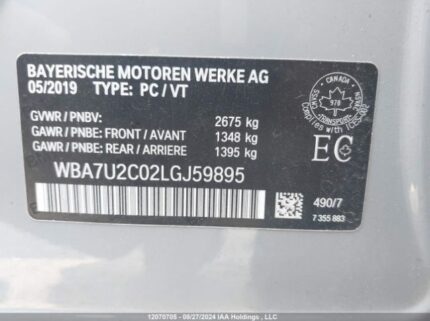 BAYERISCHE MOTOREN WERKE AG
05/2019 TYPE: PC / VT
GVWR / PNBV: 2675 kg
GAWR / PNBE: FRONT / AVANT 1348 kg
GAWR / PNBE: REAR / ARRIERE 1395 kg
WBA7U2C02LGJ59895
CANADA
978
TRANSPORT
EC
490/7
7 355 883
12070705 - 09/27/2024 - IAA Holdings, LLC - Copyright